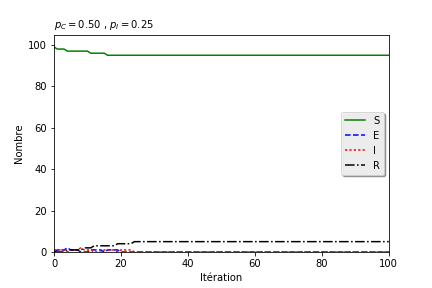 p_C = 0.50 , p_I = 0.25
100
80
60
40
20
0
Nombre
S
E
I
R
0 20 40 60 80 100
Itération